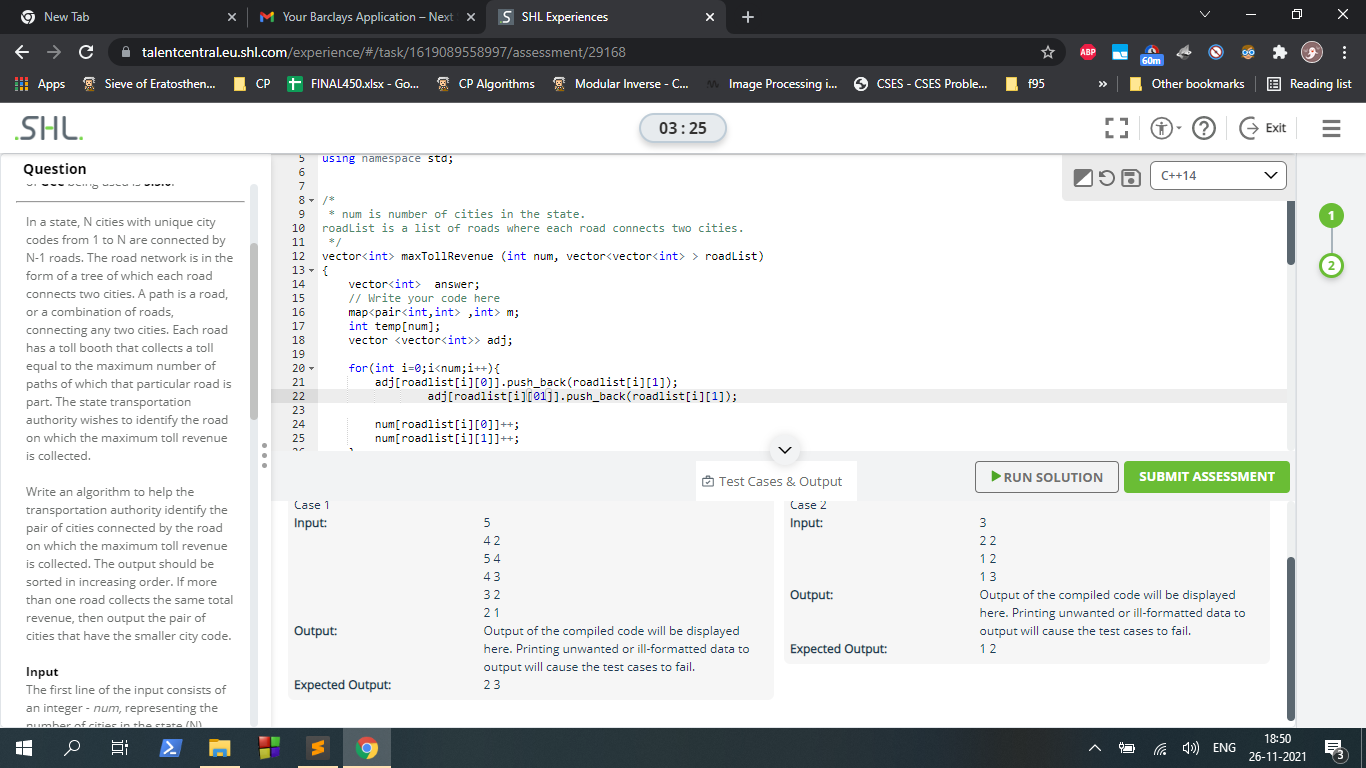 New Tab
Your Barclays Application – Next
SHL Experiences
talentcentral.eu.shl.com/experience/#/task/1619089558997/assessment/29168
ABP
60m
Apps
Sieve of Eratosthen...
CP
FINAL450.xlsx - Go...
CP Algorithms
Modular Inverse - C...
Image Processing i...
CSES - CSES Proble...
f95
»
Other bookmarks
Reading list
.SHL.
03 : 25
Exit
Question
In a state, N cities with unique city
codes from 1 to N are connected by
N-1 roads. The road network is in the
form of a tree of which each road
connects two cities. A path is a road,
or a combination of roads,
connecting any two cities. Each road
has a toll booth that collects a toll
equal to the maximum number of
paths of which that particular road is
part. The state transportation
authority wishes to identify the road
on which the maximum toll revenue
is collected.
Write an algorithm to help the
transportation authority identify the
pair of cities connected by the road
on which the maximum toll revenue
is collected. The output should be
sorted in increasing order. If more
than one road collects the same total
revenue, then output the pair of
cities that have the smaller city code.
Input
The first line of the input consists of
an integer - num, representing the
number of cities in the state (N).
C++14
5 using namespace std;
6
7
8 /*
9 * num is number of cities in the state.
10 roadList is a list of roads where each road connects two cities.
11 */
12 vector<int> maxTollRevenue (int num, vector<vector<int> > roadList)
13 {
14 vector<int> answer;
15 // Write your code here
16 map<pair<int,int> ,int> m;
17 int temp[num];
18 vector <vector<int>> adj;
19
20 for(int i=0;i<num;i++){
21 adj[roadlist[i][0]].push_back(roadlist[i][1]);
22 adj[roadlist[i][01]].push_back(roadlist[i][1]);
23
24 num[roadlist[i][0]]++;
25 num[roadlist[i][1]]++;
1
2
Test Cases & Output
RUN SOLUTION
SUBMIT ASSESSMENT
Case 1
Input:
5
4 2
5 4
4 3
3 2
2 1
Output:
Output of the compiled code will be displayed
here. Printing unwanted or ill-formatted data to
output will cause the test cases to fail.
Expected Output:
2 3
Case 2
Input:
3
2 2
1 2
1 3
Output:
Output of the compiled code will be displayed
here. Printing unwanted or ill-formatted data to
output will cause the test cases to fail.
Expected Output:
1 2
ENG
18:50
26-11-2021
3